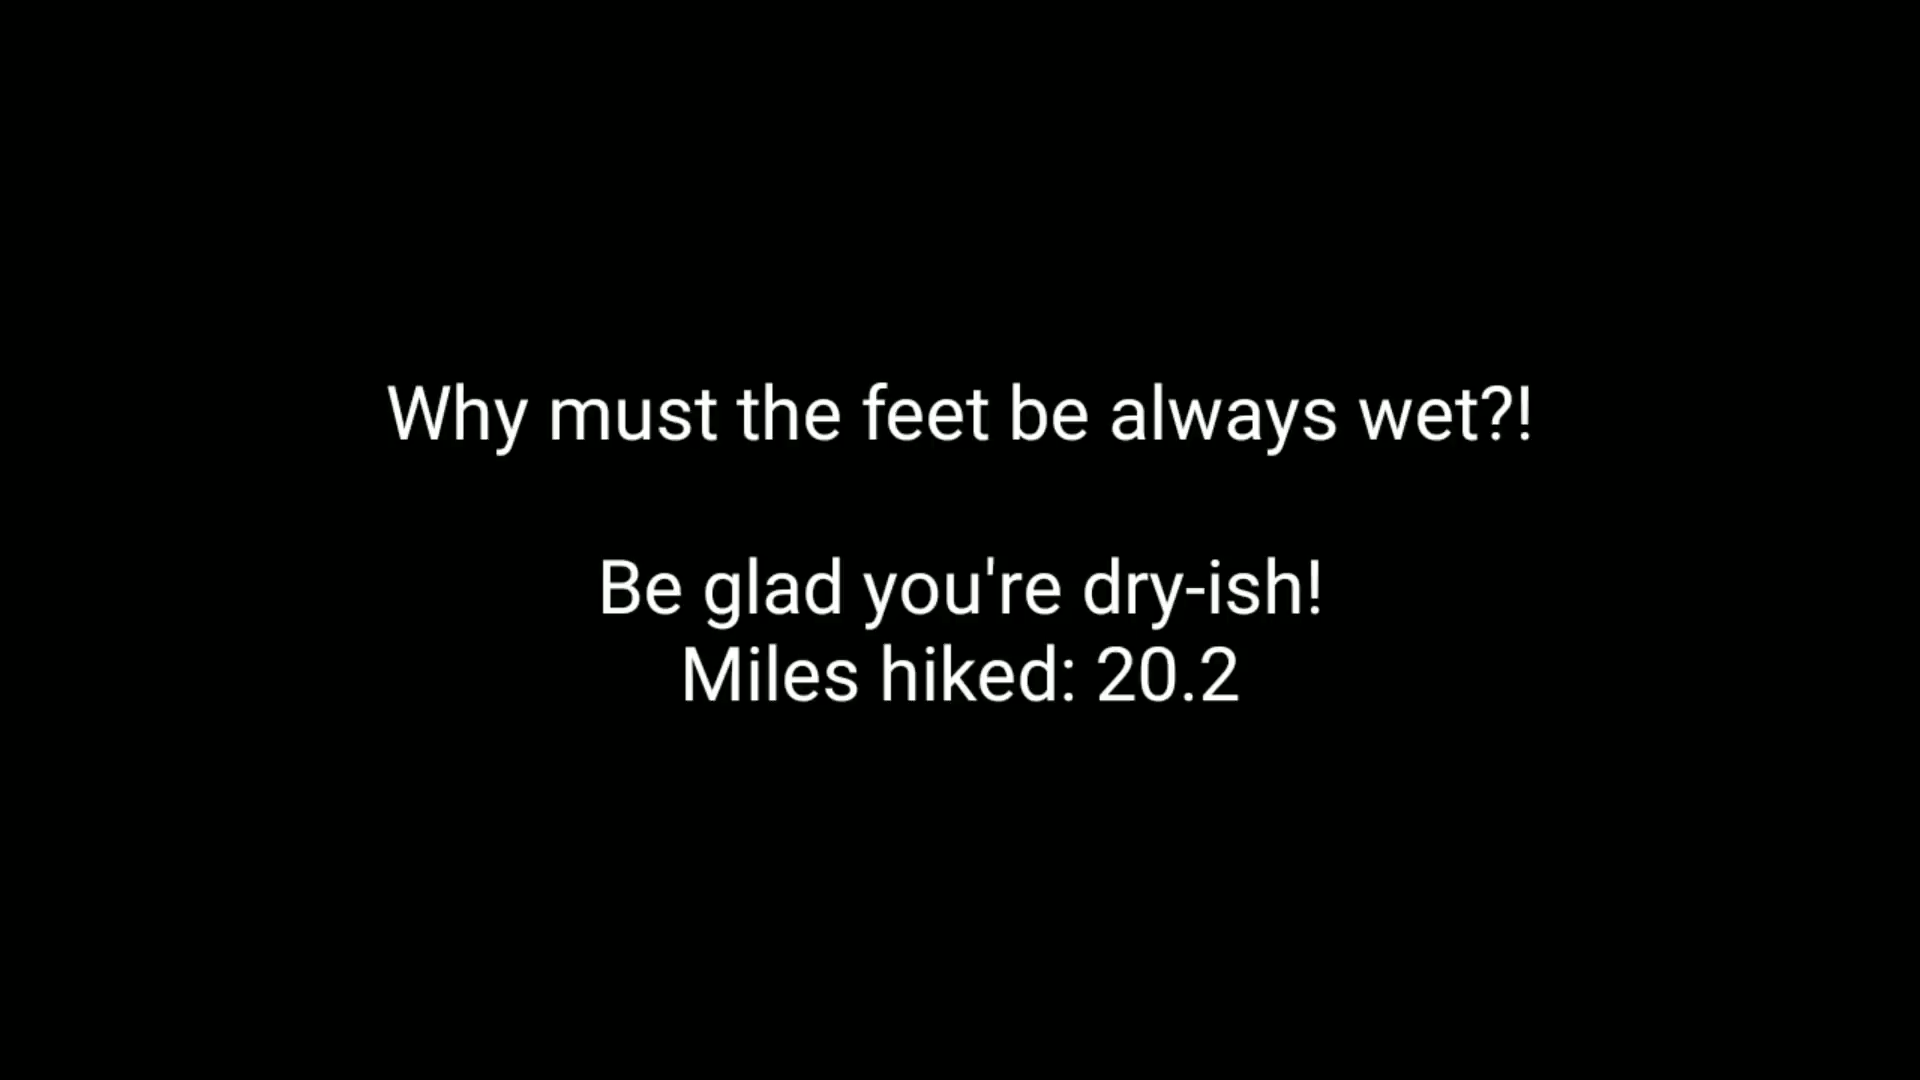 Why must the feet be always wet?!
Be glad you're dry-ish!
Miles hiked: 20.2